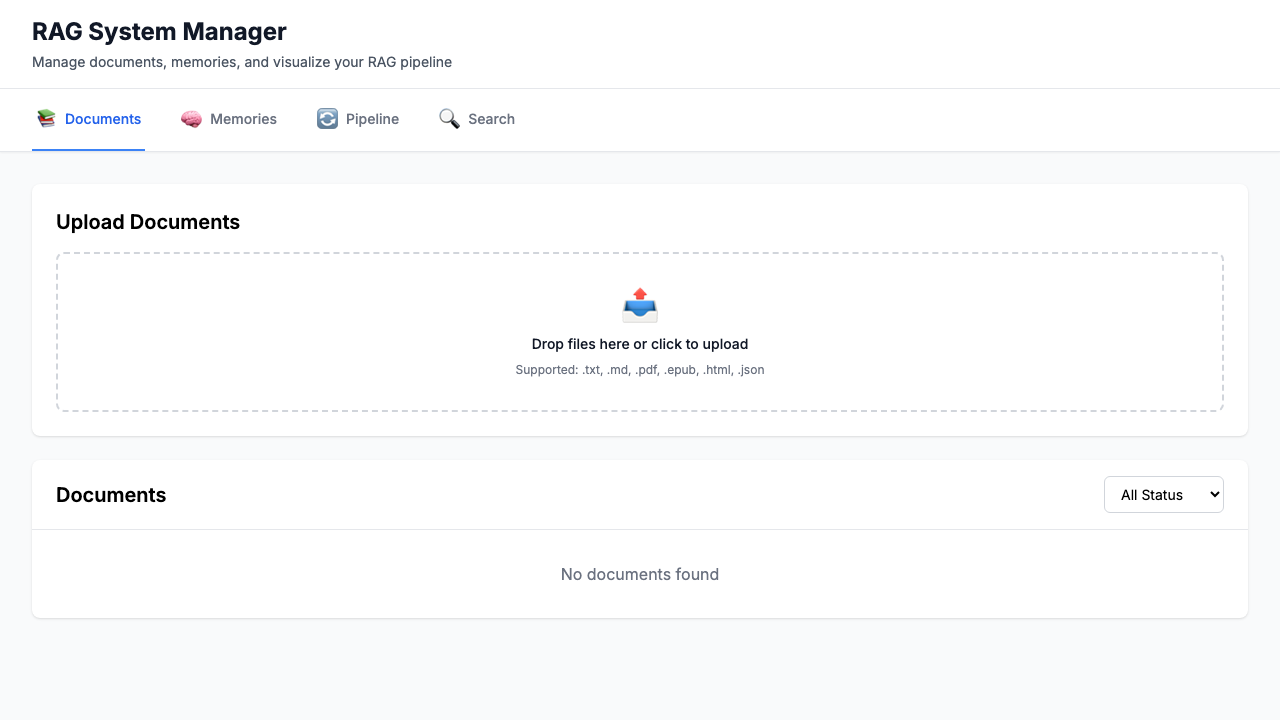 RAG System Manager
Manage documents, memories, and visualize your RAG pipeline
Documents
Memories
Pipeline
Search
Upload Documents
Drop files here or click to upload
Supported: .txt, .md, .pdf, .epub, .html, .json
Documents
All Status
No documents found